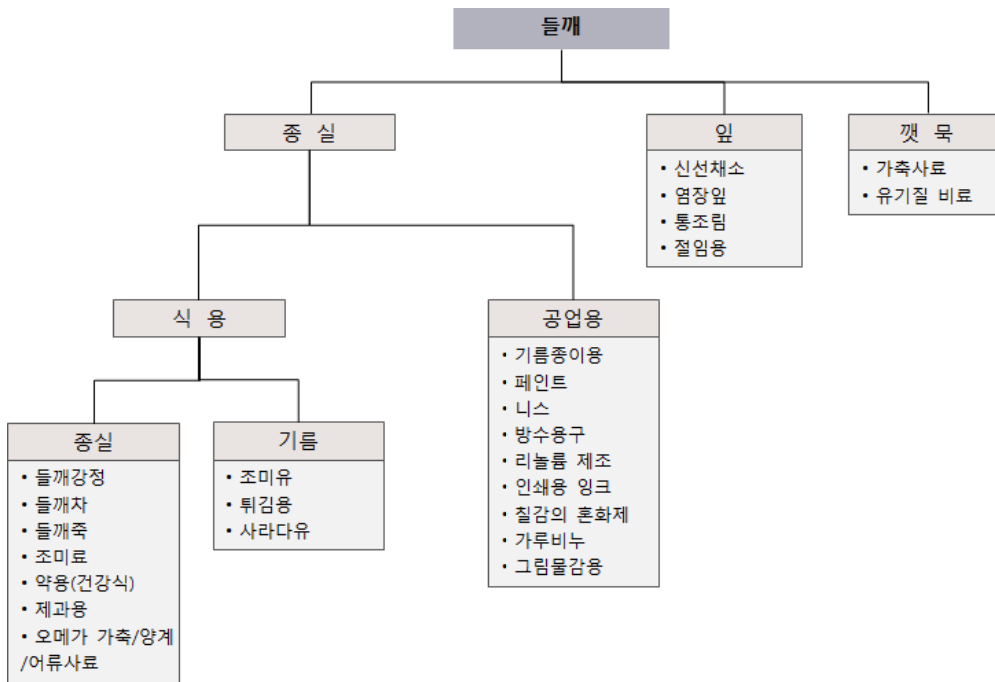 들깨
종 실
잎
• 신선채소
• 염장잎
• 통조림
• 절임용
깻 묵
• 가축사료
• 유기질 비료
식 용
공업용
• 기름종이용
• 페인트
• 니스
• 방수용구
• 리놀륨 제조
• 인쇄용 잉크
• 칠감의 혼화제
• 가루비누
• 그림물감용
종실
• 들깨강정
• 들깨차
• 들깨죽
• 조미료
• 약용(건강식)
• 제과용
• 오메가 가축/양계
/어류사료
기름
• 조미유
• 튀김용
• 사라다유